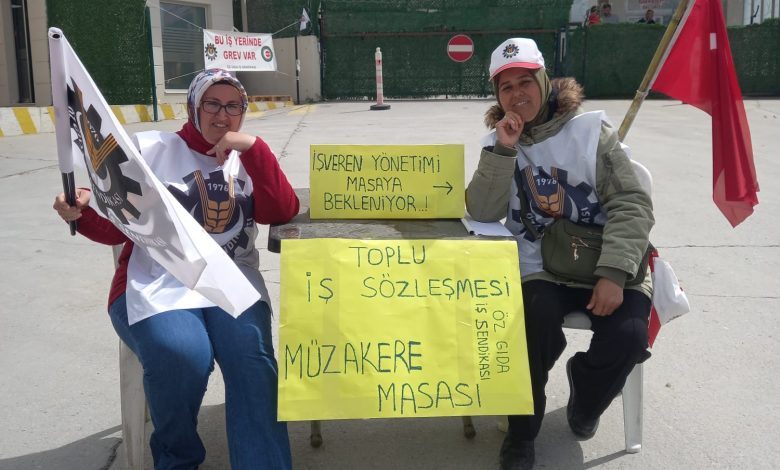 BU İŞ YERİNDE
GREV VAR
İŞVEREN YÖNETİMİ
MASAYA
BEKLENİYOR..!
TOPLU
İŞ SÖZLEŞMESİ
MÜZAKERE
MASASI
ÖZ GIDA
İŞ SENDİKASI
1976
1976